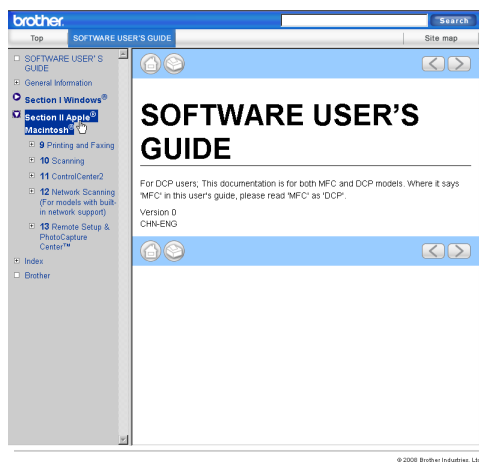 brother.
Search
Top
SOFTWARE USER'S GUIDE
Site map
SOFTWARE USER' S
GUIDE
General Information
Section I Windows®
Section II Apple®
Macintosh®
9 Printing and Faxing
10 Scanning
11 ControlCenter2
12 Network Scanning
(For models with built-
in network support)
13 Remote Setup &
PhotoCapture
Center™
Index
Brother
SOFTWARE USER'S
GUIDE
For DCP users; This documentation is for both MFC and DCP models. Where it says
'MFC' in this user's guide, please read 'MFC' as 'DCP'.
Version 0
CHN-ENG
© 2008 Brother Industries, Lt